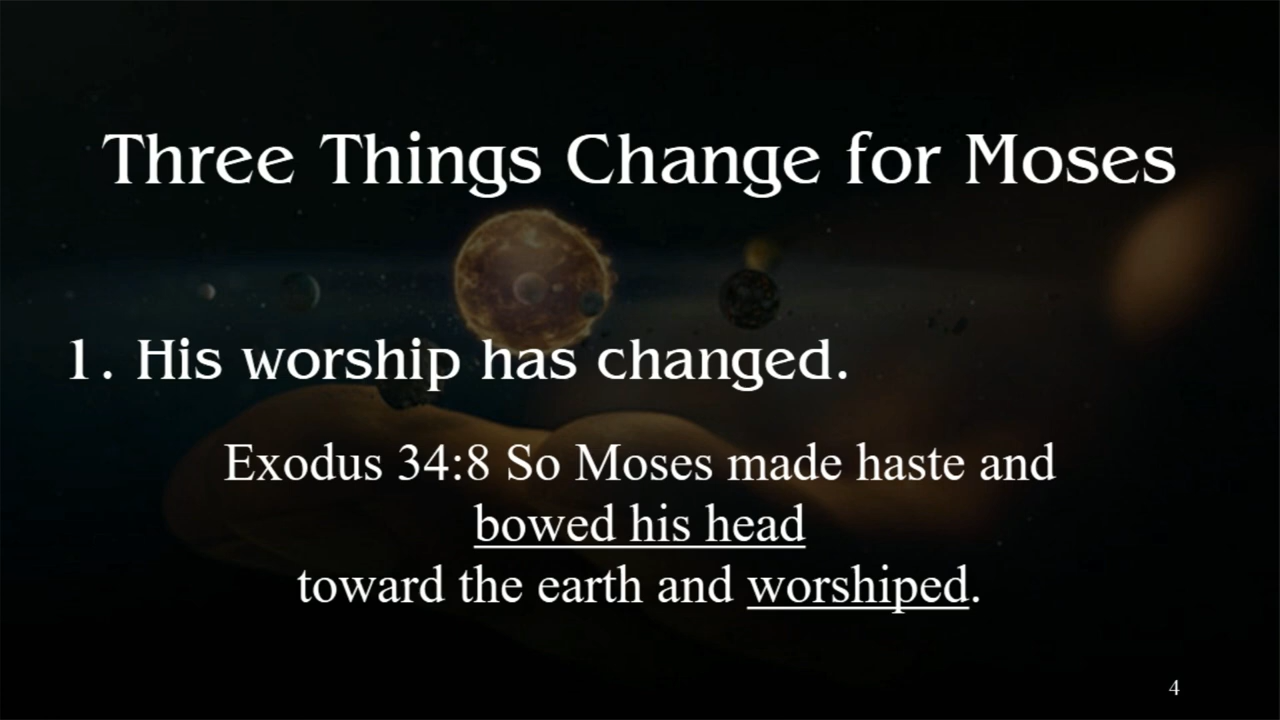 Three Things Change for Moses
1. His worship has changed.
Exodus 34:8 So Moses made haste and
bowed his head
toward the earth and worshiped.
4